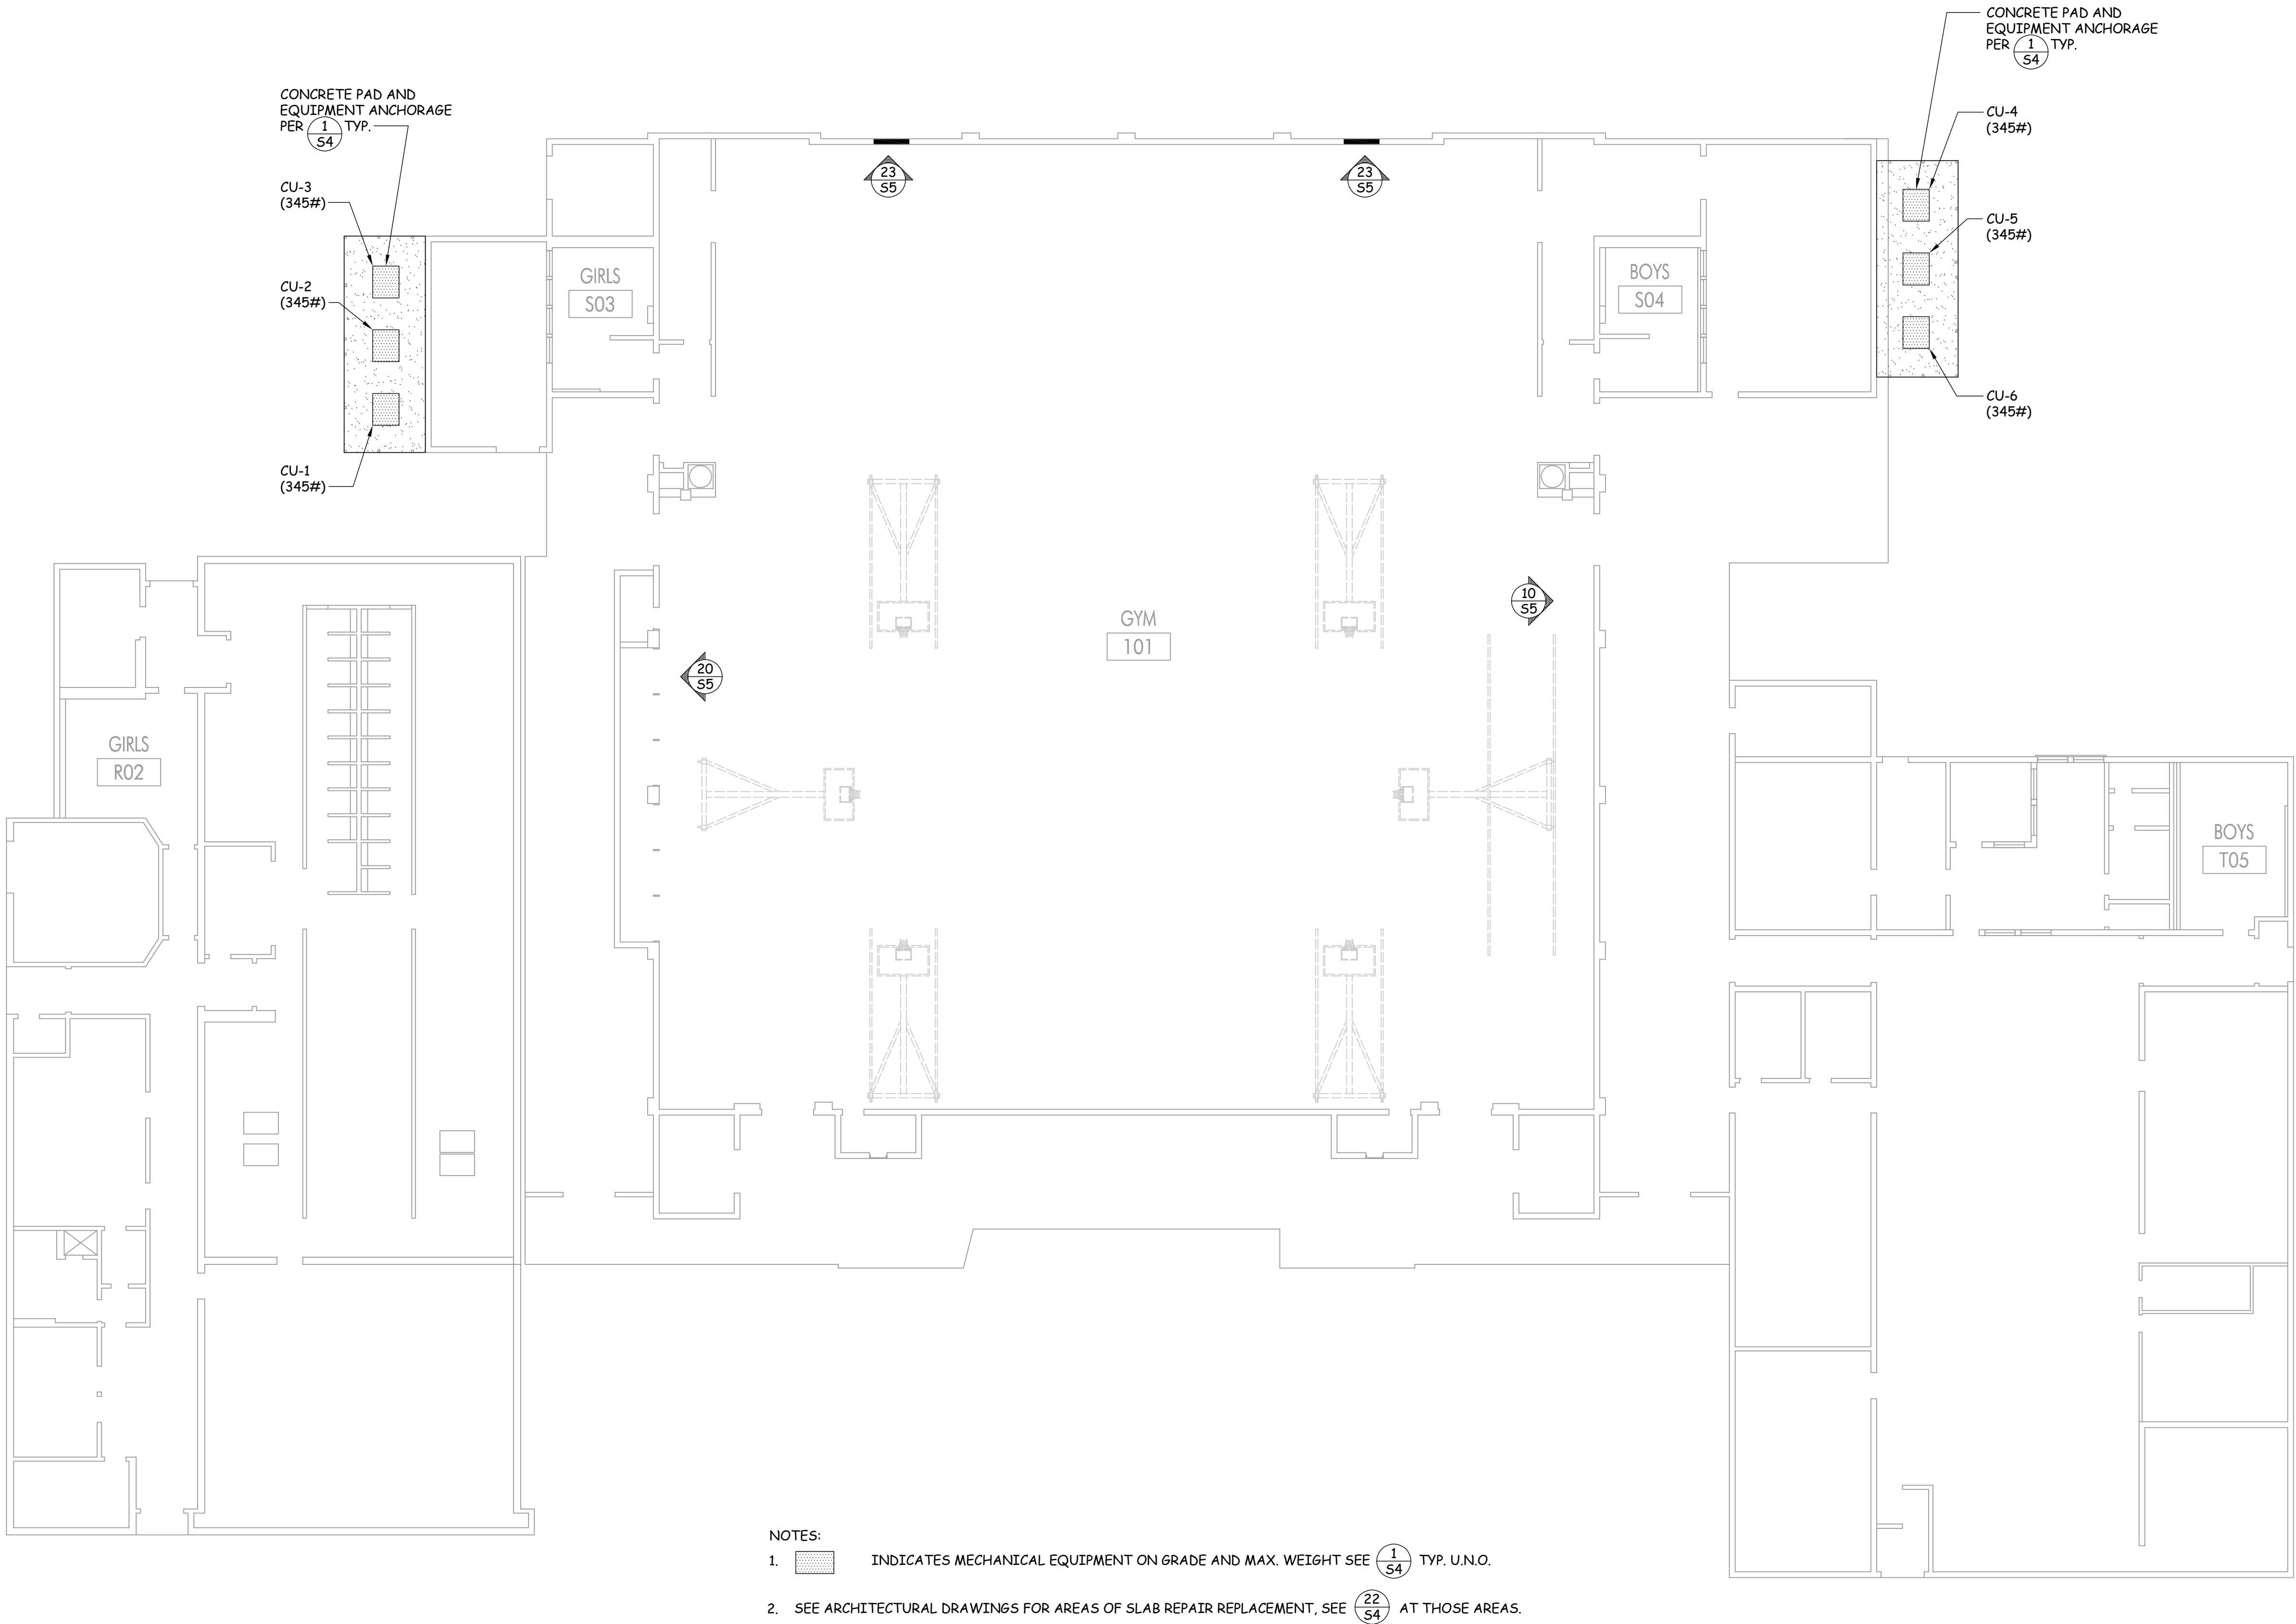 CONCRETE PAD AND
EQUIPMENT ANCHORAGE
PER 1 TYP.
S4
CU-4
(345#)
CU-5
(345#)
CU-6
(345#)
CONCRETE PAD AND
EQUIPMENT ANCHORAGE
PER 1 TYP.
S4
CU-3
(345#)
CU-2
(345#)
CU-1
(345#)
23
S5
23
S5
GIRLS
S03
BOYS
S04
GYM
101
10
S5
20
S5
GIRLS
R02
BOYS
T05
NOTES:
1. INDICATES MECHANICAL EQUIPMENT ON GRADE AND MAX. WEIGHT SEE 1 TYP. U.N.O.
S4
2. SEE ARCHITECTURAL DRAWINGS FOR AREAS OF SLAB REPAIR REPLACEMENT, SEE 22 AT THOSE AREAS.
S4